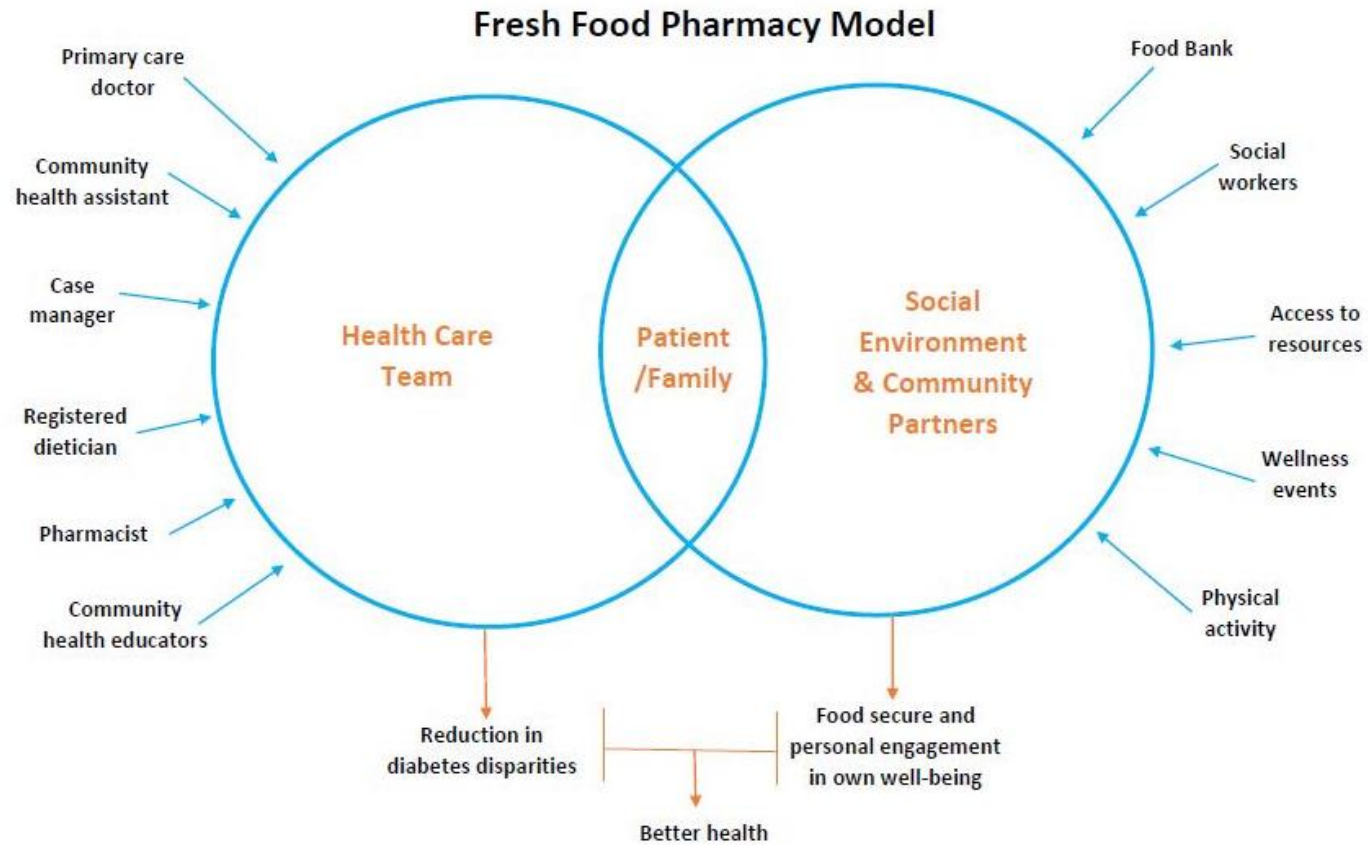 Fresh Food Pharmacy Model
Primary care
doctor
Community
health assistant
Case
manager
Registered
dietician
Pharmacist
Community
health educators
Health Care
Team
Patient
/Family
Social
Environment
& Community
Partners
Food Bank
Social
workers
Access to
resources
Wellness
events
Physical
activity
Reduction in
diabetes disparities
Food secure and
personal engagement
in own well-being
Better health